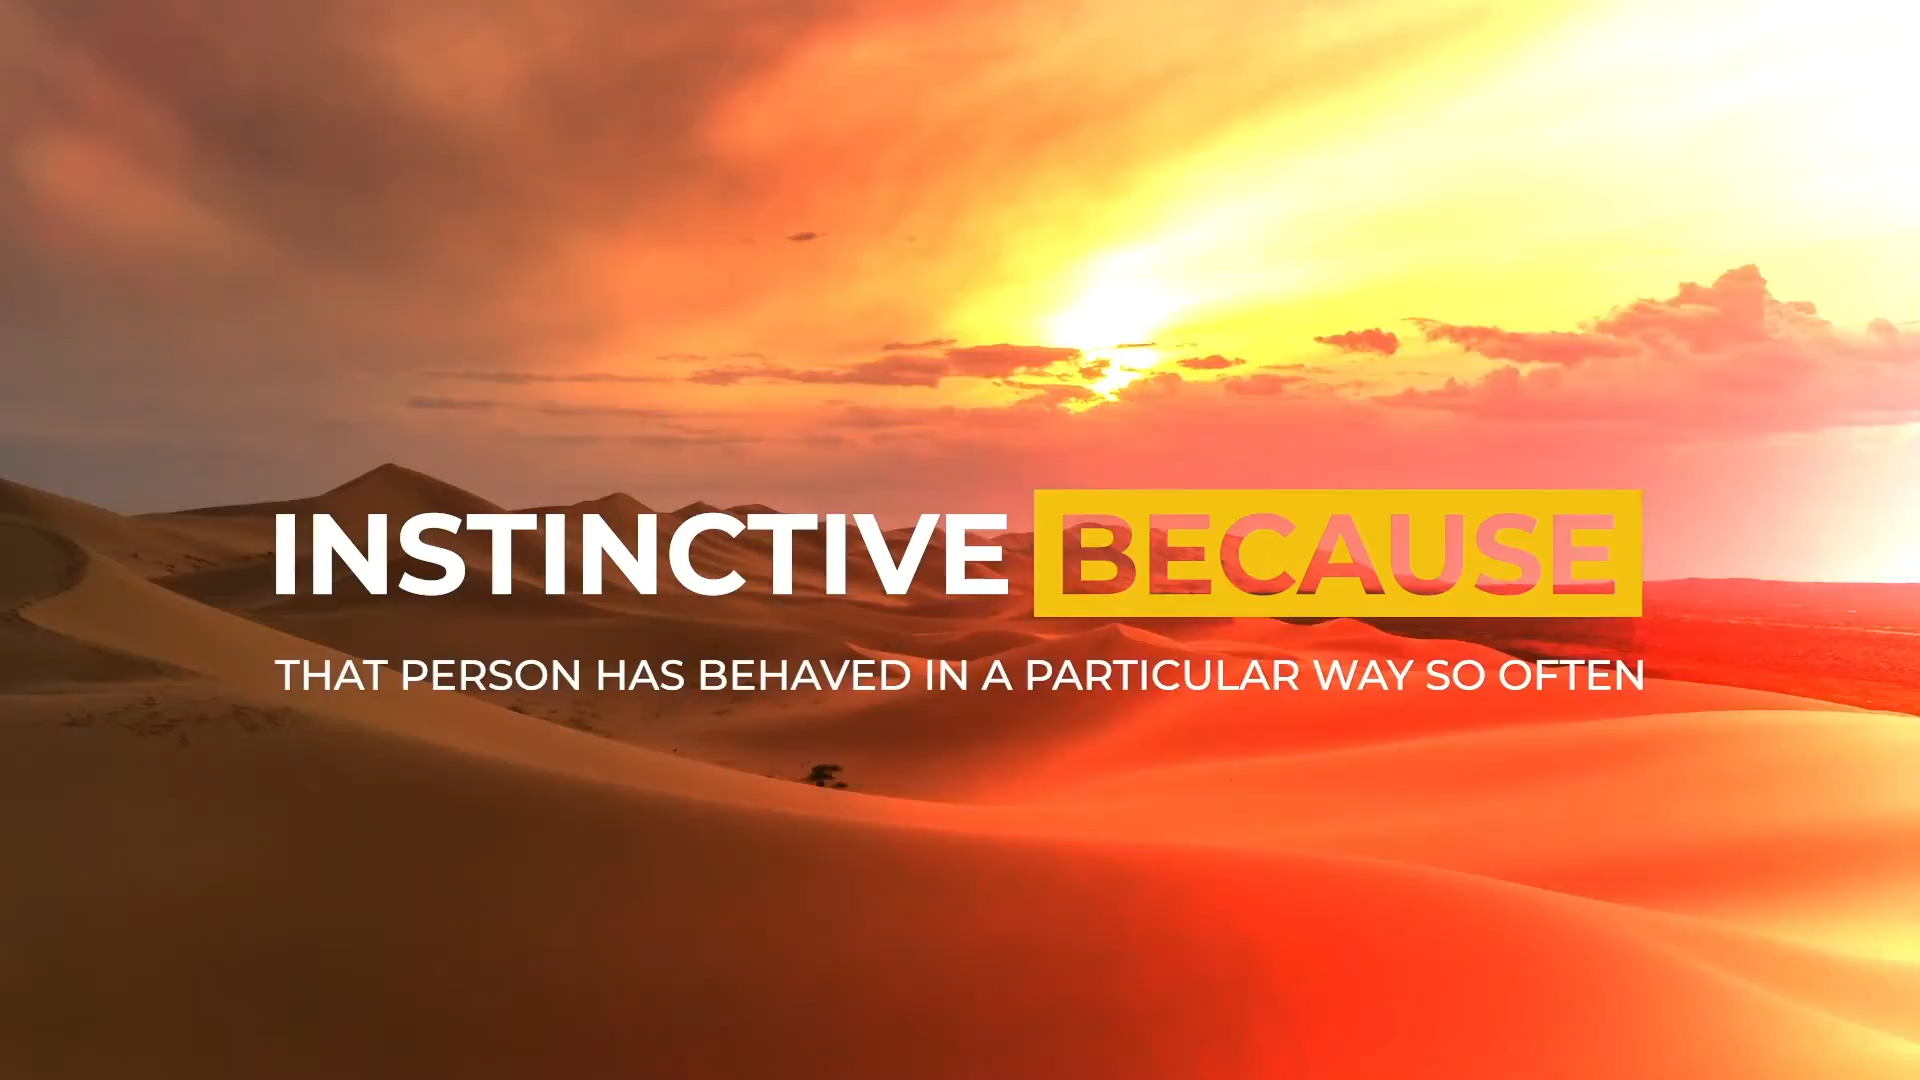 INSTINCTIVE BECAUSE
THAT PERSON HAS BEHAVED IN A PARTICULAR WAY SO OFTEN